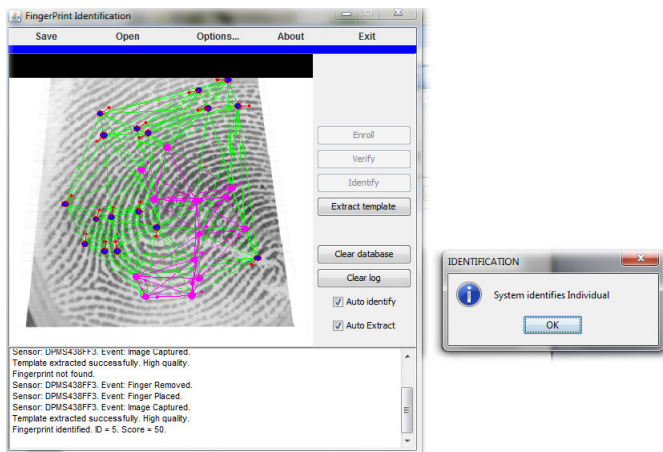 FingerPrint Identification
Save Open Options... About Exit
Enroll
Verify
Identify
Extract template
Clear database
Clear log
Auto identify
Auto Extract
Sensor: DPMS438FF3. Event: Image Captured.
Template extracted successfully. High quality.
Fingerprint not found.
Sensor: DPMS438FF3. Event: Finger Removed.
Sensor: DPMS438FF3. Event: Finger Placed.
Sensor: DPMS438FF3. Event: Image Captured.
Template extracted successfully. High quality.
Fingerprint identified. ID = 5. Score = 50.
IDENTIFICATION
System identifies Individual
OK